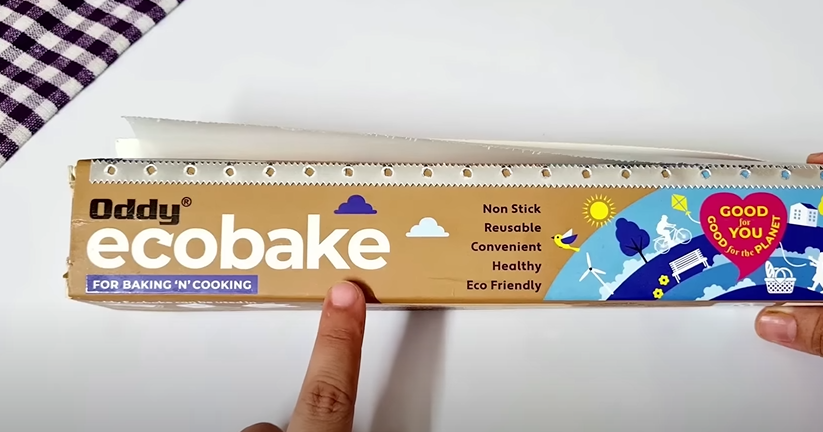 Oddy®
ecobake
FOR BAKING 'N' COOKING
Non Stick
Reusable
Convenient
Healthy
Eco Friendly
GOOD
for
YOU
GOOD for the PLANET